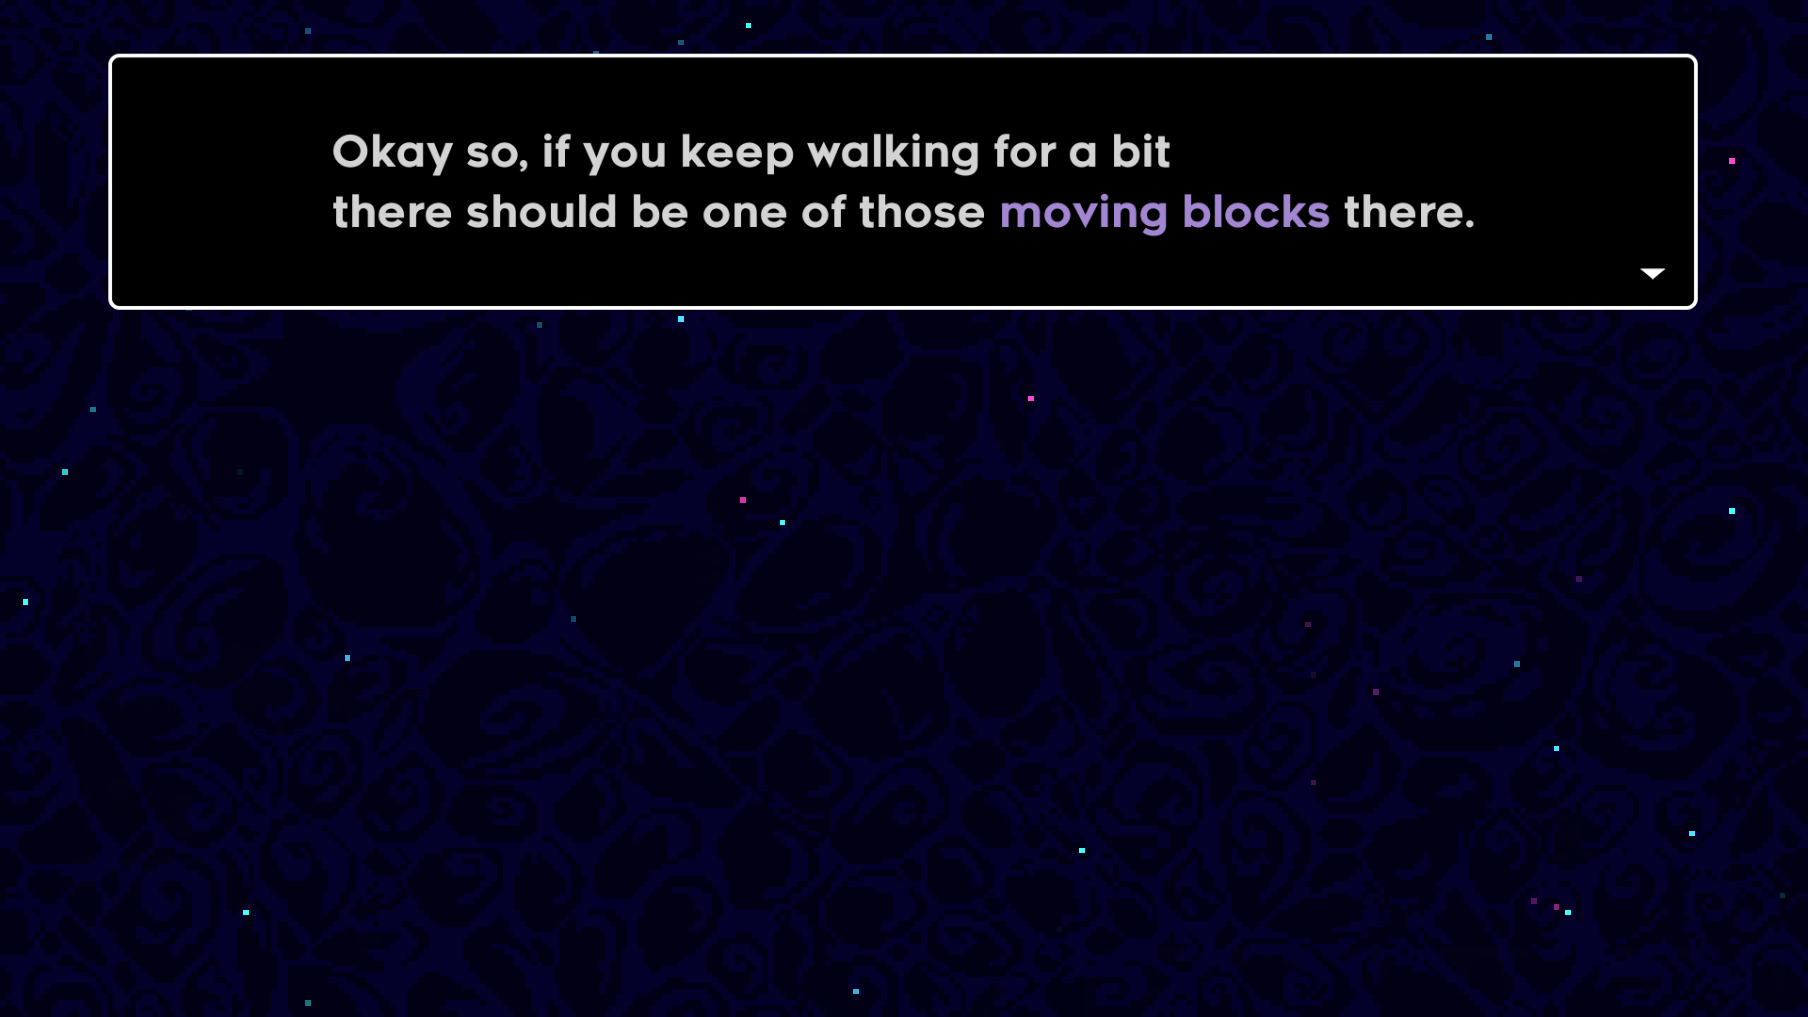 Okay so, if you keep walking for a bit
there should be one of those moving blocks there.